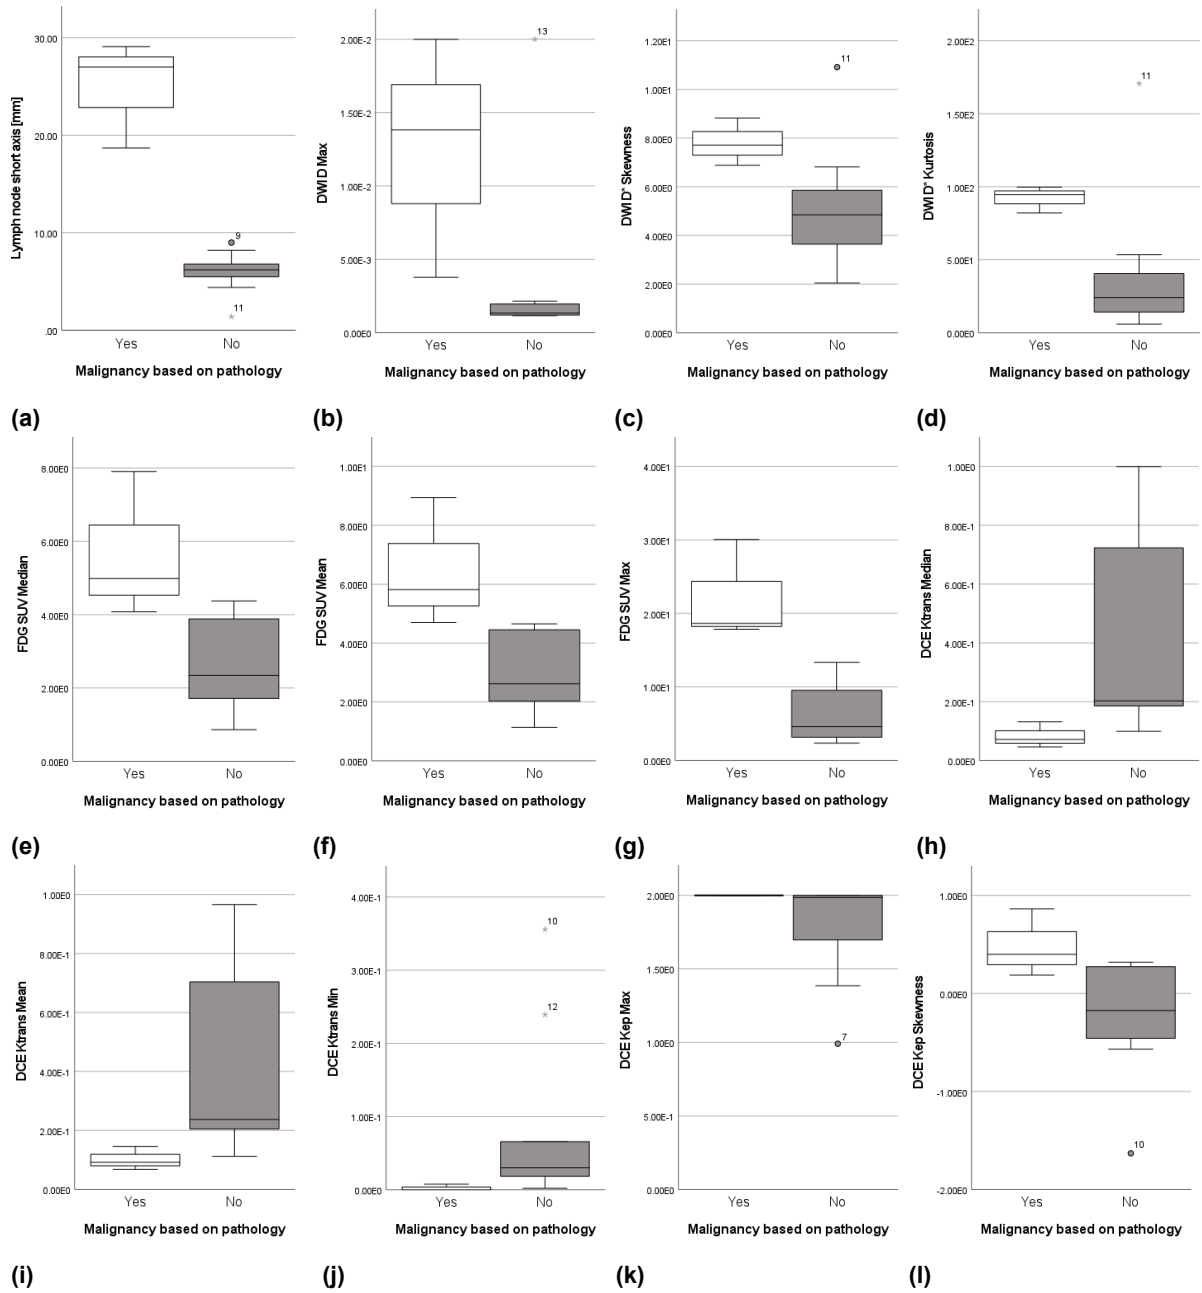 30.00
20.00
10.00
.00
Lymph node short axis [mm]
9
11
Yes No
Malignancy based on pathology
(a)
2.00E-2
1.50E-2
1.00E-2
5.00E-3
0.00E0
DWI D Max
13
Yes No
Malignancy based on pathology
(b)
1.20E1
1.00E1
8.00E0
6.00E0
4.00E0
2.00E0
0.00E0
DWI D* Skewness
11
Yes No
Malignancy based on pathology
(c)
2.00E2
1.50E2
1.00E2
5.00E1
0.00E0
DWI D* Kurtosis
11
Yes No
Malignancy based on pathology
(d)
8.00E0
6.00E0
4.00E0
2.00E0
0.00E0
FDG SUV Median
Yes No
Malignancy based on pathology
(e)
1.00E1
8.00E0
6.00E0
4.00E0
2.00E0
0.00E0
FDG SUV Mean
Yes No
Malignancy based on pathology
(f)
4.00E1
3.00E1
2.00E1
1.00E1
0.00E0
FDG SUV Max
Yes No
Malignancy based on pathology
(g)
1.00E0
8.00E-1
6.00E-1
4.00E-1
2.00E-1
0.00E0
DCE Ktrans Median
Yes No
Malignancy based on pathology
(h)
1.00E0
8.00E-1
6.00E-1
4.00E-1
2.00E-1
0.00E0
DCE Ktrans Mean
Yes No
Malignancy based on pathology
(i)
4.00E-1
3.00E-1
2.00E-1
1.00E-1
0.00E0
DCE Ktrans Min
10
12
Yes No
Malignancy based on pathology
(j)
2.00E0
1.50E0
1.00E0
5.00E-1
0.00E0
DCE Kep Max
7
Yes No
Malignancy based on pathology
(k)
1.00E0
0.00E0
-1.00E0
-2.00E0
DCE Kep Skewness
10
Yes No
Malignancy based on pathology
(l)